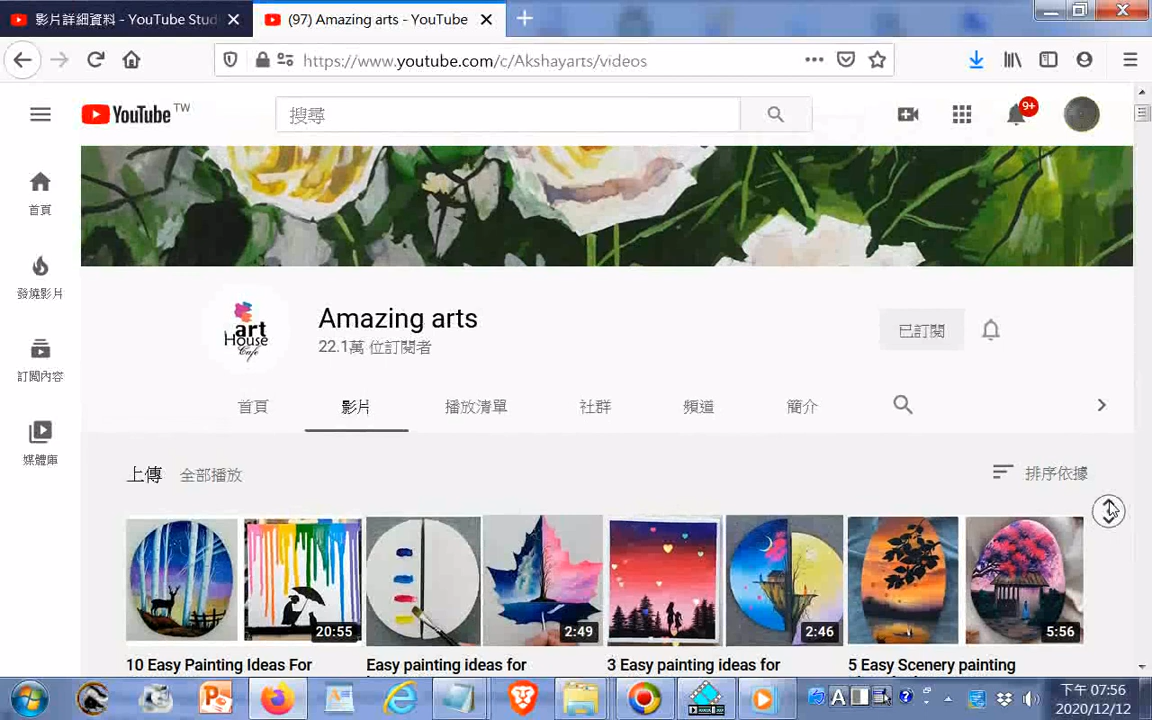 影片詳細資料 - YouTube Stud
(97) Amazing arts - YouTube
https://www.youtube.com/c/Akshayarts/videos
YouTube TW
搜尋
9+
首頁
發燒影片
訂閱內容
媒體庫
art
House
Cafe
Amazing arts
22.1萬 位訂閱者
已訂閱
首頁 影片 播放清單 社群 頻道 簡介
上傳 全部播放 排序依據
20:55 2:49 2:46 5:56
10 Easy Painting Ideas For Easy painting ideas for 3 Easy painting ideas for 5 Easy Scenery painting
下午 07:56
2020/12/12